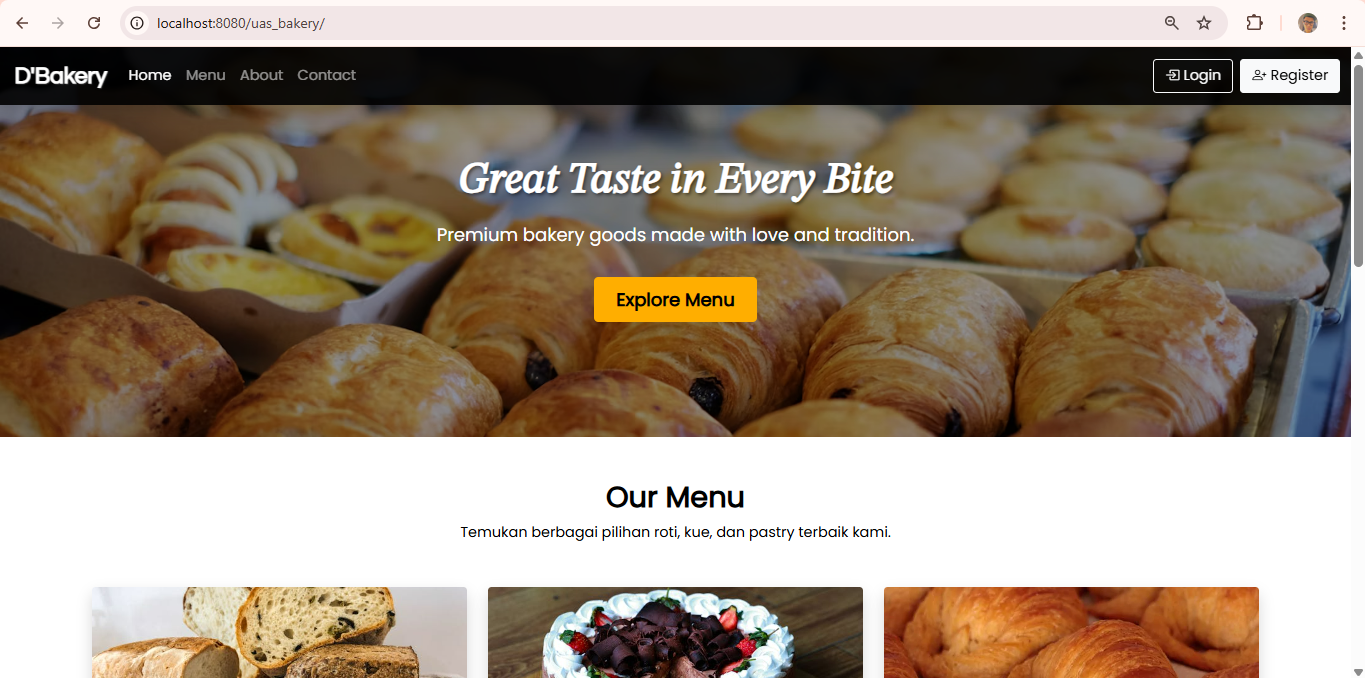 localhost:8080/uas_bakery/
D'Bakery Home Menu About Contact Login Register
Great Taste in Every Bite
Premium bakery goods made with love and tradition.
Explore Menu
Our Menu
Temukan berbagai pilihan roti, kue, dan pastry terbaik kami.